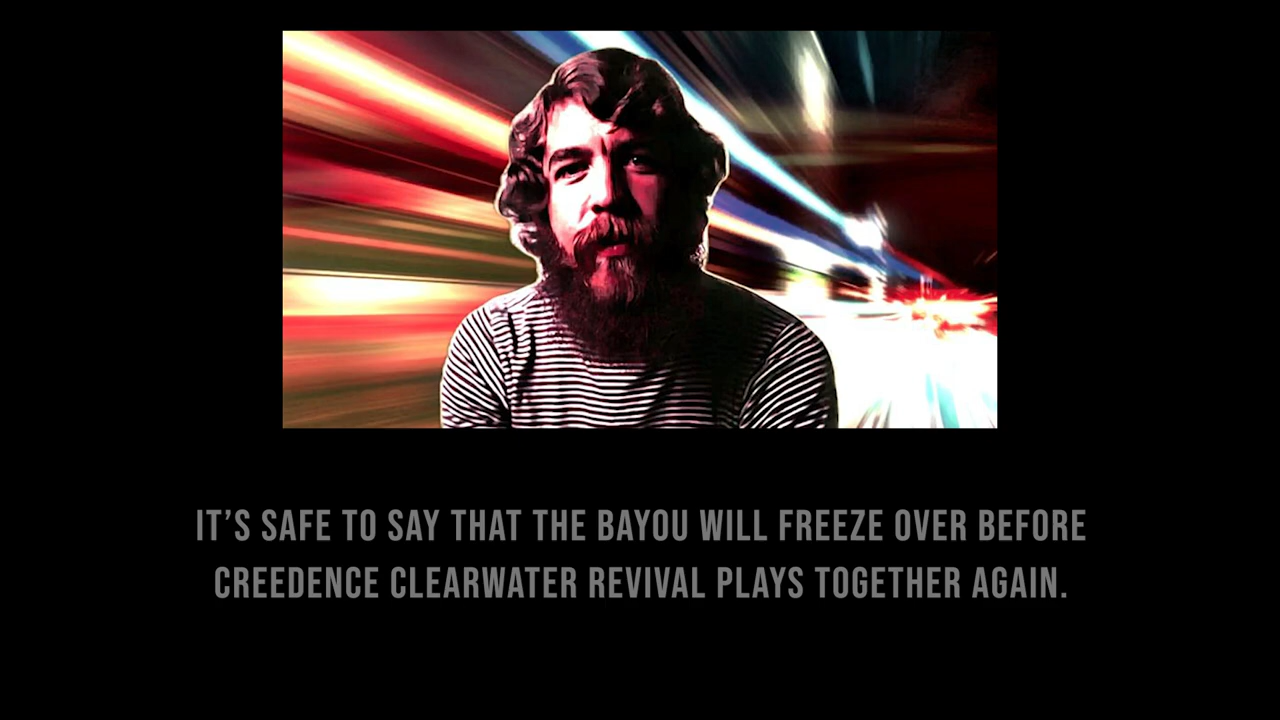 IT’S SAFE TO SAY THAT THE BAYOU WILL FREEZE OVER BEFORE
CREEDENCE CLEARWATER REVIVAL PLAYS TOGETHER AGAIN.